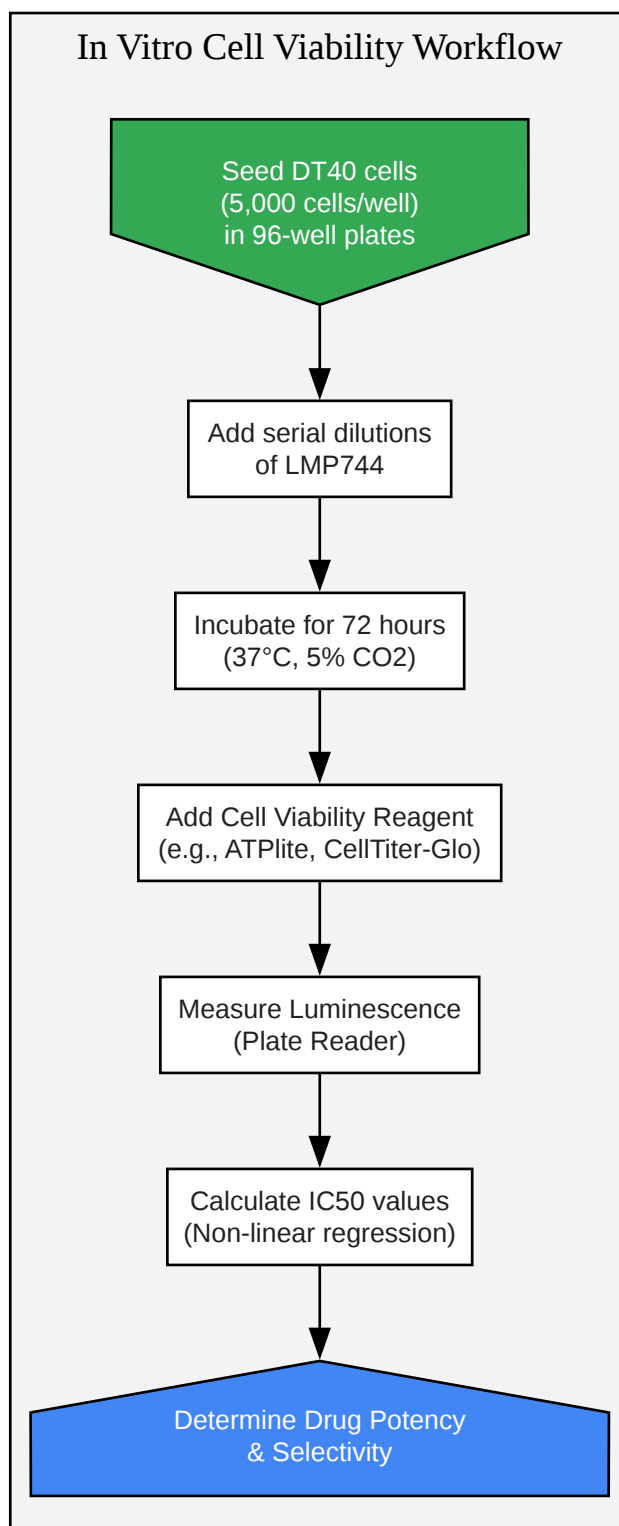 In Vitro Cell Viability Workflow
Seed DT40 cells
(5,000 cells/well)
in 96-well plates
Add serial dilutions
of LMP744
Incubate for 72 hours
(37°C, 5% CO2)
Add Cell Viability Reagent
(e.g., ATPlite, CellTiter-Glo)
Measure Luminescence
(Plate Reader)
Calculate IC50 values
(Non-linear regression)
Determine Drug Potency
& Selectivity